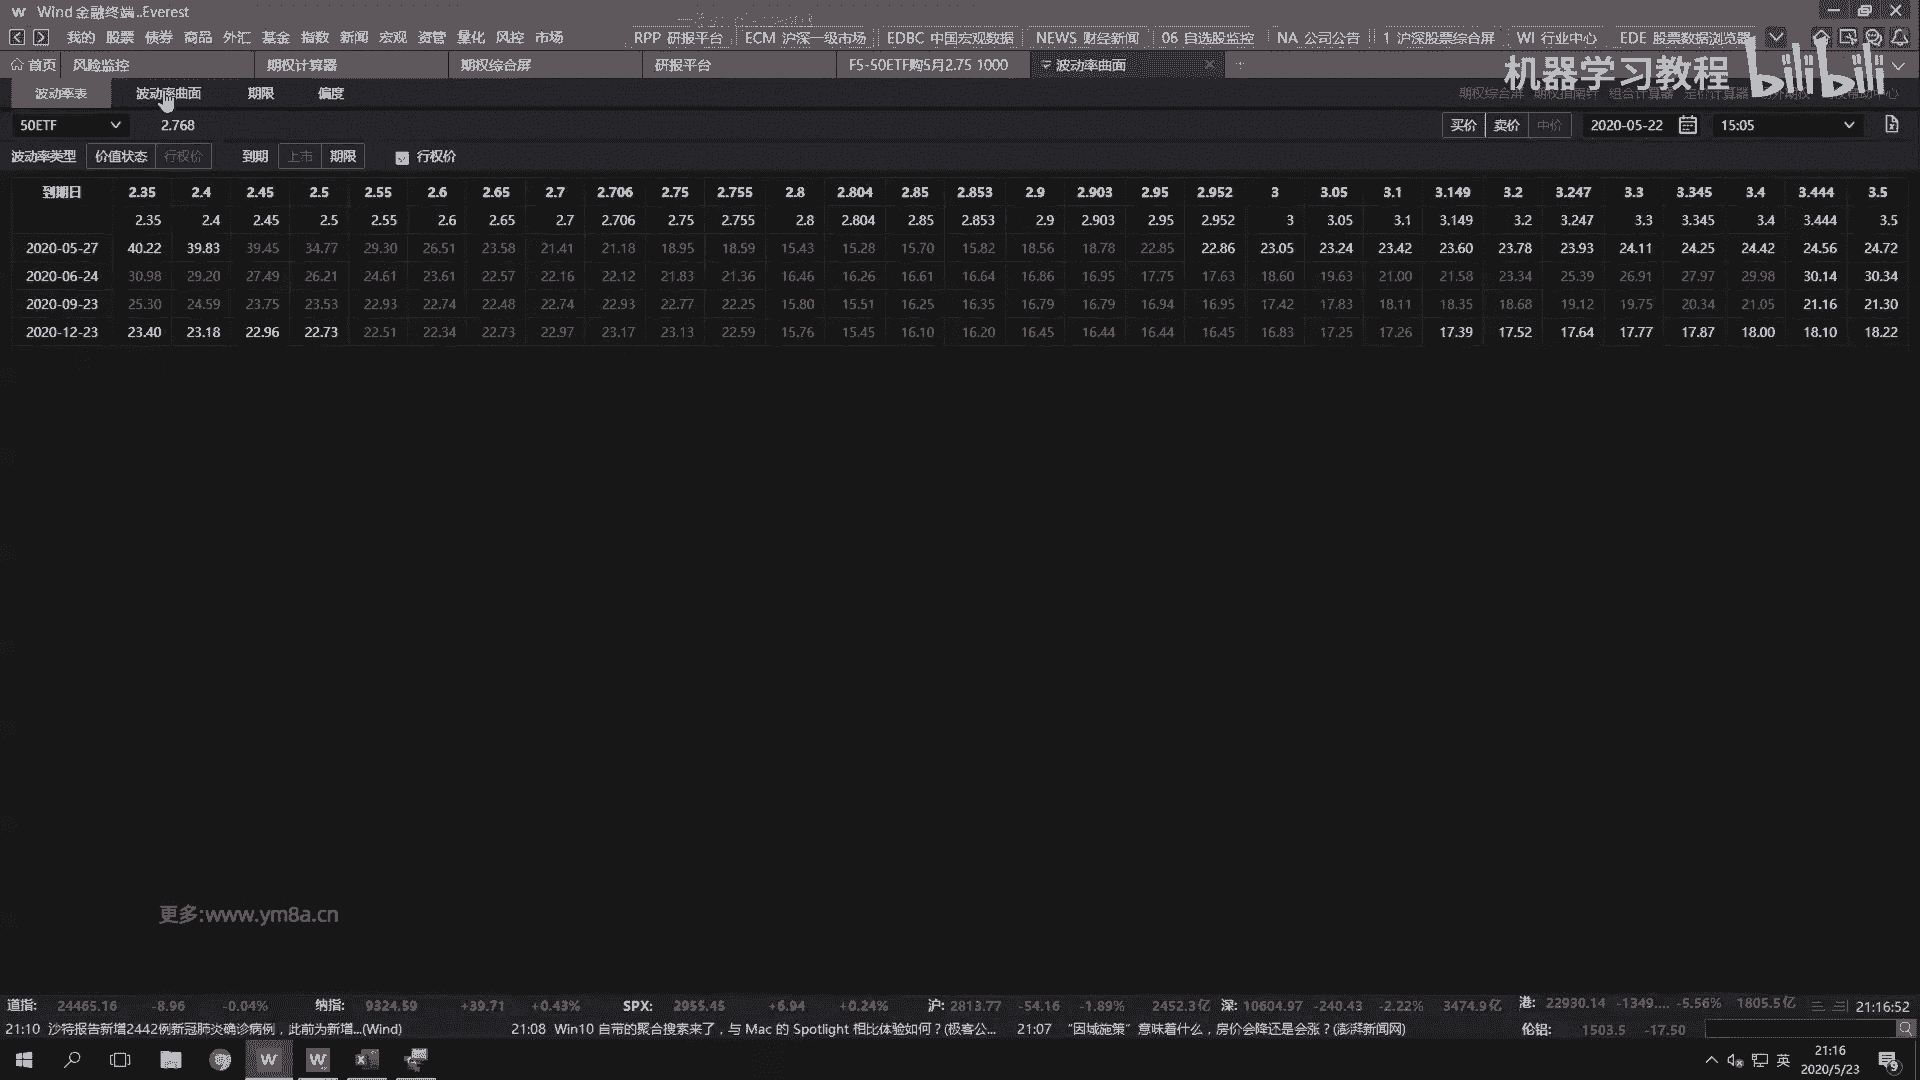 Wind 金融终端..Everest
我的 股票 债券 商品 外汇 基金 指数 新闻 宏观 资管 量化 风控 市场 RPP 研报平台 ECM 沪深一级市场 EDBC 中国宏观数据 NEWS 财经新闻 06 自选股监控 NA 公司公告 1 沪深股票综合屏 WI 行业中心 EDE 股票数据浏览器
首页 风险监控 期权计算器 期权综合屏 研报平台 F5-50ETF购5月2.75 1000 波动率曲面
机器学习教程 bilibili
波动率表 波动率曲面 期限 偏度
50ETF 2.768 买价 卖价 中价 2020-05-22 15:05
波动率类型 价值状态 行权价 到期 上市 期限 行权价
到期日 2.35 2.4 2.45 2.5 2.55 2.6 2.65 2.7 2.706 2.75 2.755 2.8 2.804 2.85 2.853 2.9 2.903 2.95 2.952 3 3.05 3.1 3.149 3.2 3.247 3.3 3.345 3.4 3.444 3.5
2.35 2.4 2.45 2.5 2.55 2.6 2.65 2.7 2.706 2.75 2.755 2.8 2.804 2.85 2.853 2.9 2.903 2.95 2.952 3 3.05 3.1 3.149 3.2 3.247 3.3 3.345 3.4 3.444 3.5
2020-05-27 40.22 39.83 39.45 34.77 29.30 26.51 23.58 21.41 21.18 18.95 18.59 15.43 15.28 15.70 15.82 18.56 18.78 22.85 22.86 23.05 23.24 23.42 23.60 23.78 23.93 24.11 24.25 24.42 24.56 24.72
2020-06-24 30.98 29.20 27.49 26.21 24.61 23.61 22.57 22.16 22.12 21.83 21.36 16.46 16.26 16.61 16.64 16.86 16.95 17.75 17.63 18.60 19.63 21.00 21.58 23.34 25.39 26.91 27.97 29.98 30.14 30.34
2020-09-23 25.30 24.59 23.75 23.53 22.93 22.74 22.48 22.74 22.93 22.77 22.25 15.80 15.51 16.25 16.35 16.79 16.79 16.94 16.95 17.42 17.83 18.11 18.35 18.68 19.12 19.75 20.34 21.05 21.16 21.30
2020-12-23 23.40 23.18 22.96 22.73 22.51 22.34 22.73 22.97 23.17 23.13 22.59 15.76 15.45 16.10 16.20 16.45 16.44 16.44 16.45 16.83 17.25 17.26 17.39 17.52 17.64 17.77 17.87 18.00 18.10 18.22
更多:www.ym8a.cn
道指: 24465.16 -8.96 -0.04% 纳指: 9324.59 +39.71 +0.43% SPX: 2955.45 +6.94 +0.24% 沪: 2813.77 -54.16 -1.89% 2452.3亿 深: 10604.97 -240.43 -2.22% 3474.9亿 港: 22930.14 -1349.... -5.56% 1805.5亿 21:16:52
21:10 沙特报告新增2442例新冠肺炎确诊病例，此前为新增...(Wind) 21:08 Win10 自带的聚合搜索来了，与 Mac 的 Spotlight 相比体验如何？(极客公... 21:07 “因城施策”意味着什么，房价会降还是会涨？(澎湃新闻网) 伦铝: 1503.5 -17.50
英 21:16
2020/5/23